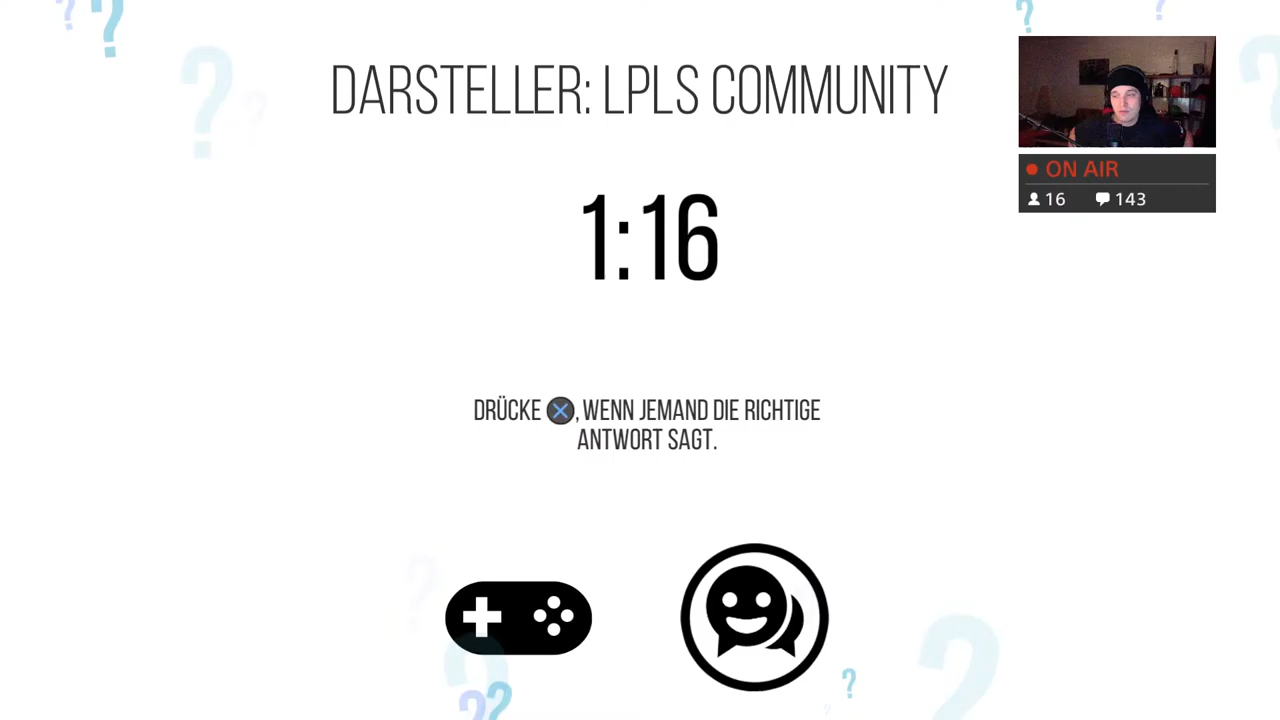 DARSTELLER: LPLS COMMUNITY
ON AIR
16 143
1:16
DRÜCKE , WENN JEMAND DIE RICHTIGE
ANTWORT SAGT.